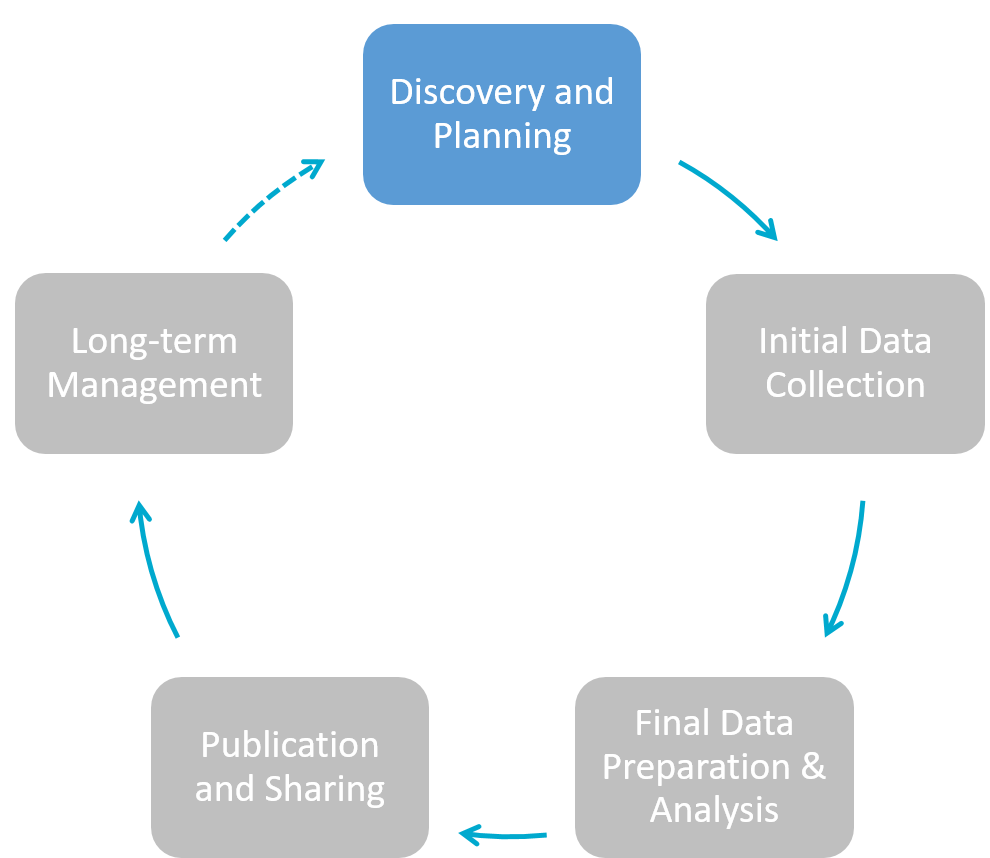 Discovery and
Planning
Initial Data
Collection
Final Data
Preparation &
Analysis
Publication
and Sharing
Long-term
Management